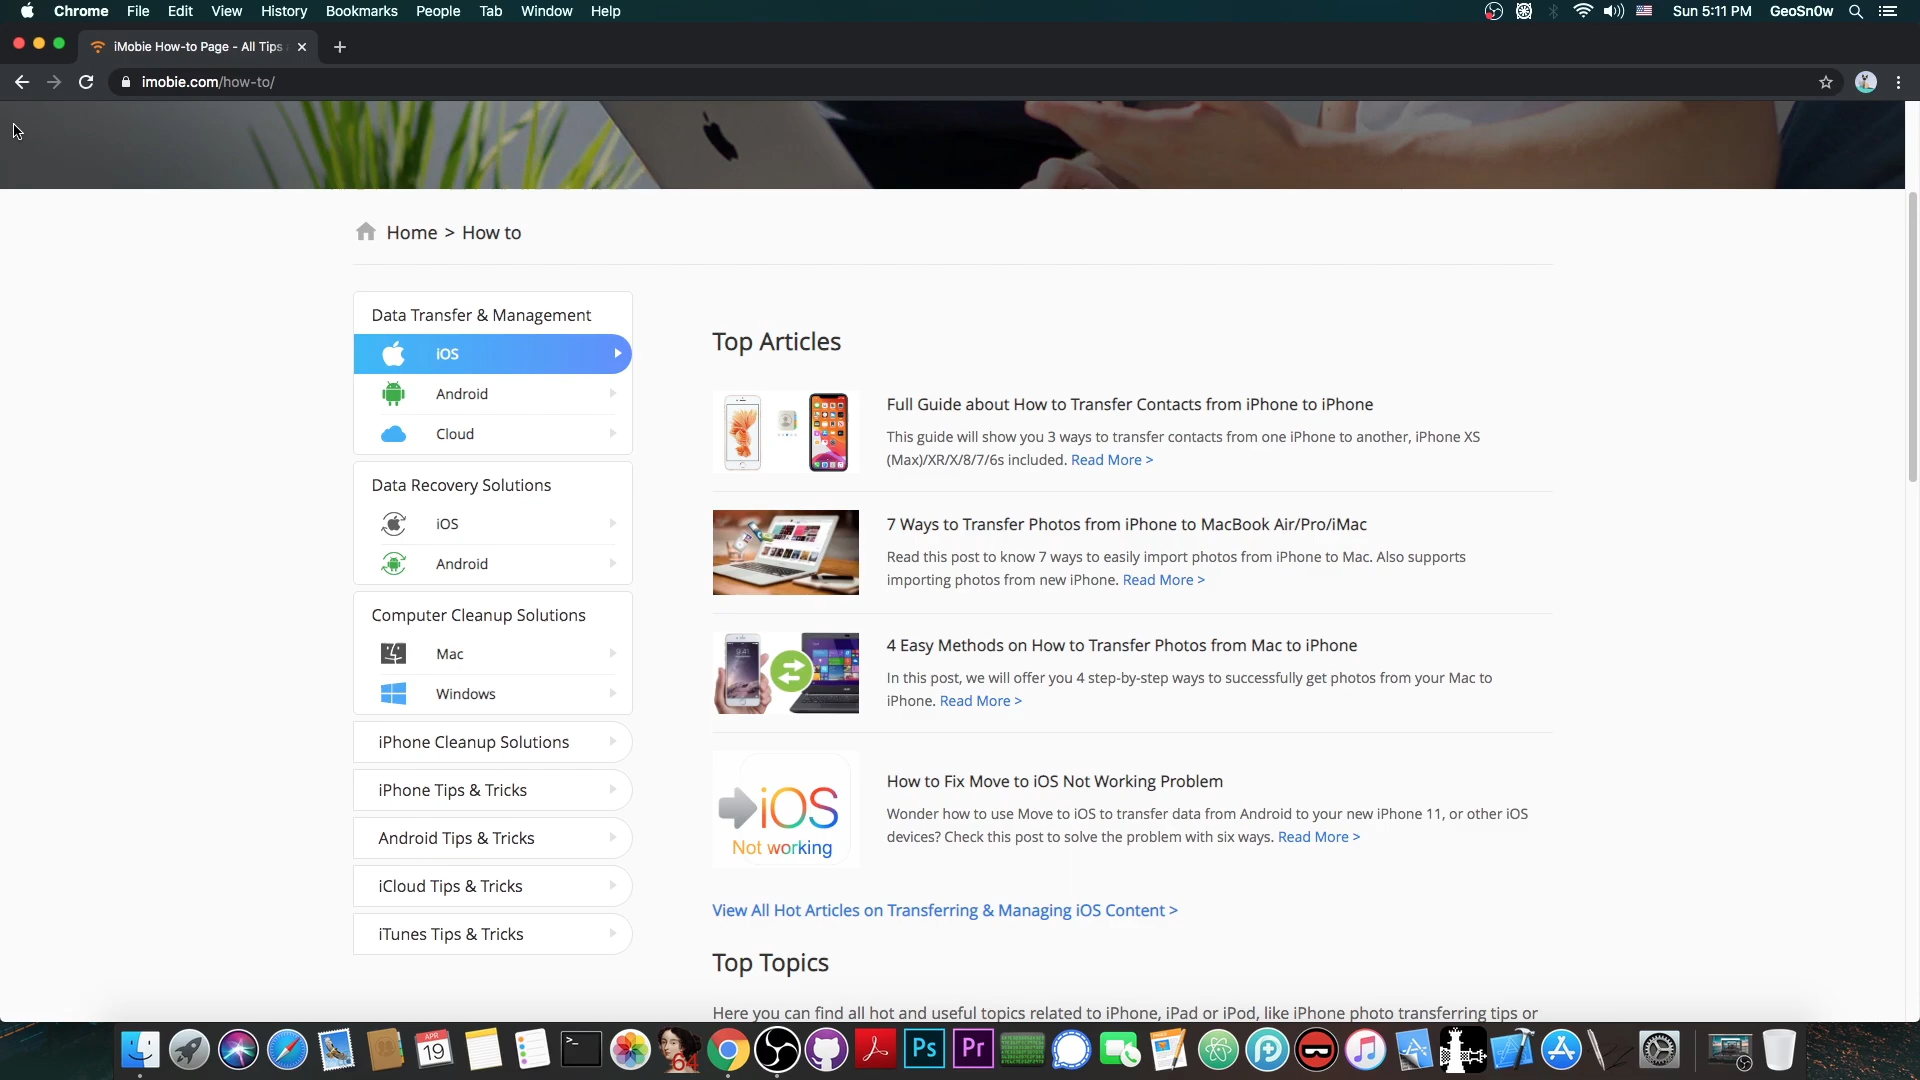 Chrome File Edit View History Bookmarks People Tab Window Help Sun 5:11 PM GeoSn0w
iMobie How-to Page - All Tips
imobie.com/how-to/
Home > How to
Data Transfer & Management
iOS
Android
Cloud
Data Recovery Solutions
iOS
Android
Computer Cleanup Solutions
Mac
Windows
iPhone Cleanup Solutions
iPhone Tips & Tricks
Android Tips & Tricks
iCloud Tips & Tricks
iTunes Tips & Tricks
Top Articles
Full Guide about How to Transfer Contacts from iPhone to iPhone
This guide will show you 3 ways to transfer contacts from one iPhone to another, iPhone XS
(Max)/XR/X/8/7/6s included. Read More >
7 Ways to Transfer Photos from iPhone to MacBook Air/Pro/iMac
Read this post to know 7 ways to easily import photos from iPhone to Mac. Also supports
importing photos from new iPhone. Read More >
9:41
4 Easy Methods on How to Transfer Photos from Mac to iPhone
In this post, we will offer you 4 step-by-step ways to successfully get photos from your Mac to
iPhone. Read More >
iOS
Not working
How to Fix Move to iOS Not Working Problem
Wonder how to use Move to iOS to transfer data from Android to your new iPhone 11, or other iOS
devices? Check this post to solve the problem with six ways. Read More >
View All Hot Articles on Transferring & Managing iOS Content >
Top Topics
Here you can find all hot and useful topics related to iPhone, iPad or iPod, like iPhone photo transferring tips or
APR
19
64
Ps
Pr